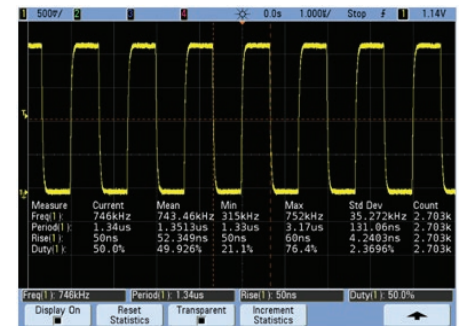 1 500▽/ 2 3 4 0.0s 1.000▽/ Stop 1 1.14V
Measure Current Mean Min Max Std Dev Count
Freq(1): 746kHz 743.46kHz 315kHz 752kHz 35.272kHz 2.703k
Period(1): 1.34us 1.3513us 1.33us 3.17us 131.06ns 2.703k
Rise(1): 50ns 52.349ns 50ns 60ns 4.2403ns 2.703k
Duty(1): 50.0% 49.926% 21.1% 76.4% 2.3696% 2.703k
Freq(1): 746kHz Period(1): 1.34us Rise(1): 50ns Duty(1): 50.0%
Display On Reset Statistics Transparent Increment Statistics